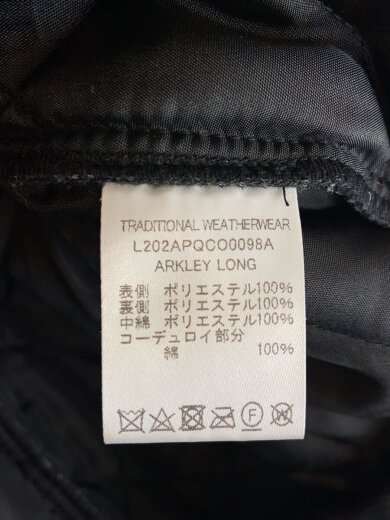 TRADITIONAL WEATHERWEAR
L202APQCO0098A
ARKLEY LONG
表側 ポリエステル100%
裏側 ポリエステル100%
中綿 ポリエステル100%
コーデュロイ部分
綿 100%
F W